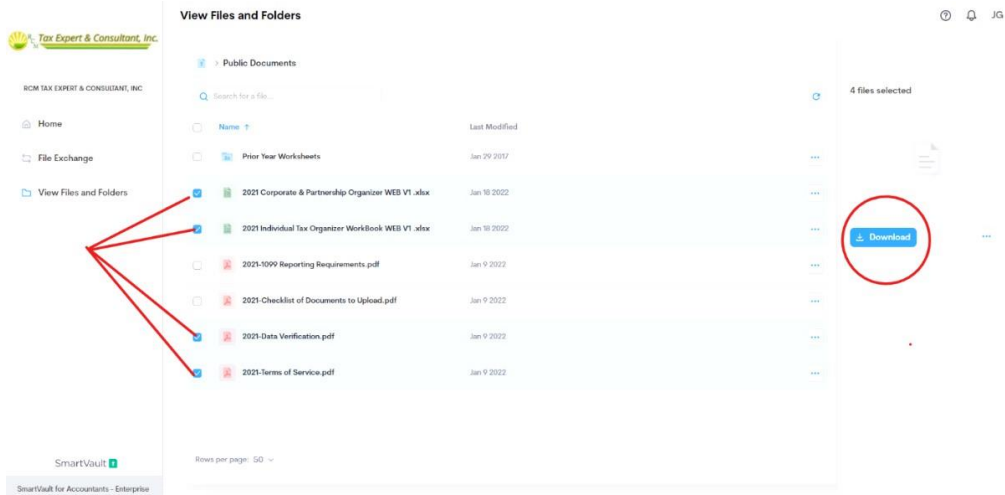 View Files and Folders
JG
Tax Expert & Consultant, Inc.
Public Documents
RCM TAX EXPERT & CONSULTANT, INC
Search for a file...
4 files selected
Home
Name ↑
Last Modified
File Exchange
Prior Year Worksheets
Jan 29 2017
View Files and Folders
2021 Corporate & Partnership Organizer WEB V1 .xlsx
Jan 18 2022
2021 Individual Tax Organizer WorkBook WEB V1 .xlsx
Jan 18 2022
Download
2021-1099 Reporting Requirements.pdf
Jan 9 2022
2021-Checklist of Documents to Upload.pdf
Jan 9 2022
2021-Data Verification.pdf
Jan 9 2022
2021-Terms of Service.pdf
Jan 9 2022
Rows per page: 50
SmartVault
SmartVault for Accountants - Enterprise